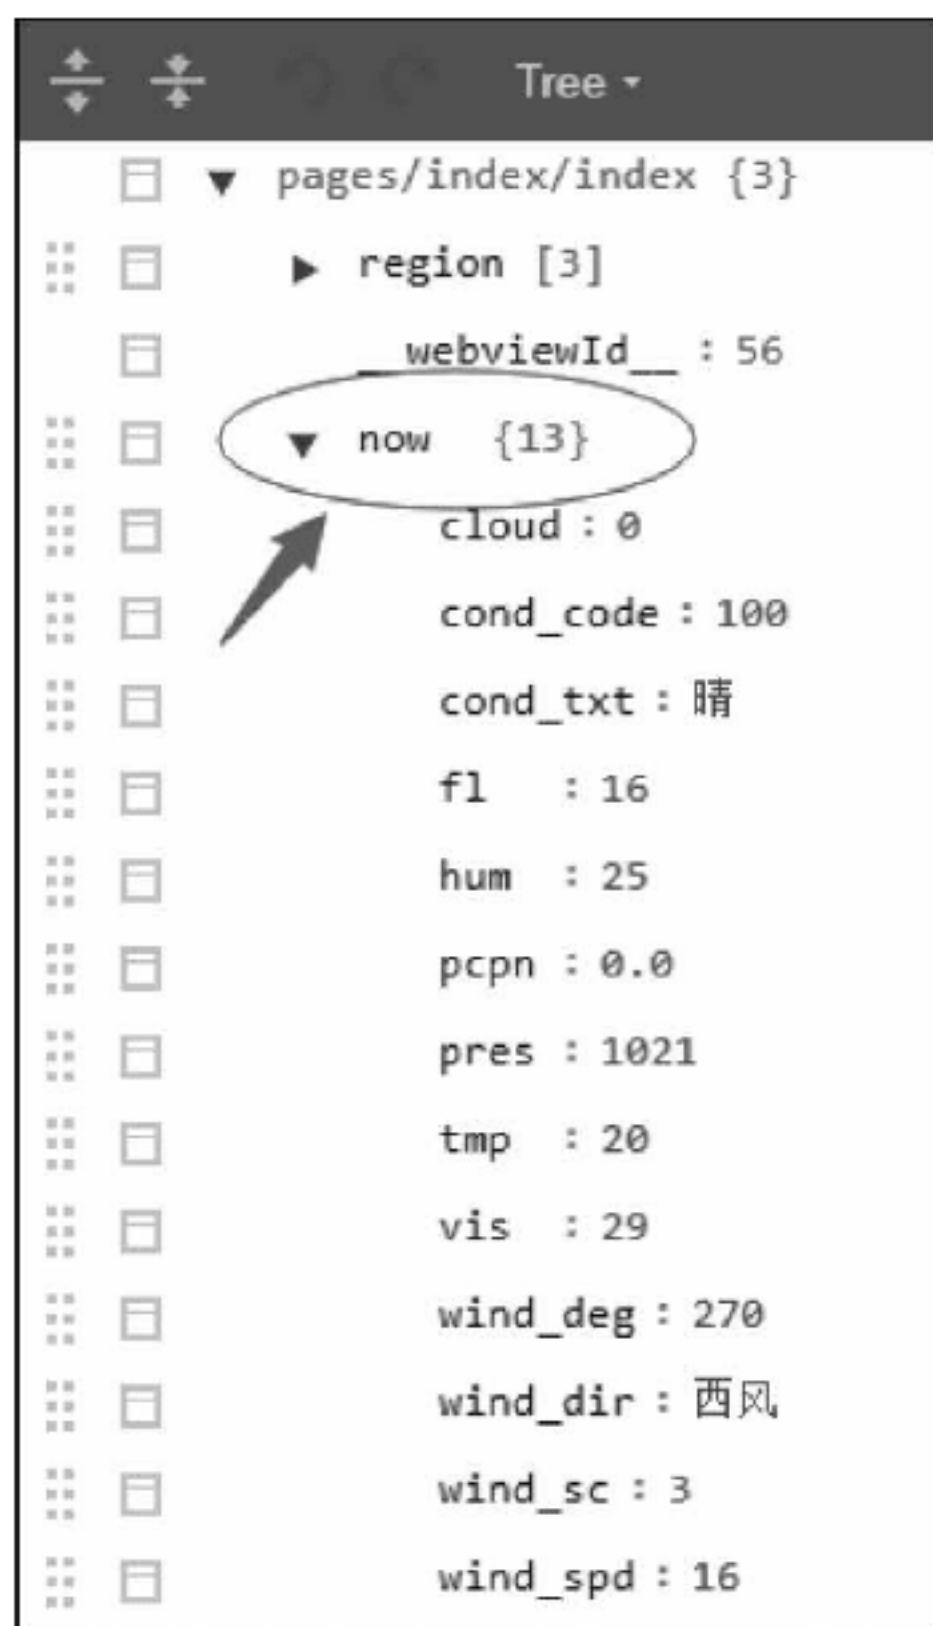 Tree
pages/index/index {3}
region [3]
__webviewId__ : 56
now {13}
cloud : 0
cond_code : 100
cond_txt : 晴
fl : 16
hum : 25
pcpn : 0.0
pres : 1021
tmp : 20
vis : 29
wind_deg : 270
wind_dir : 西风
wind_sc : 3
wind_spd : 16